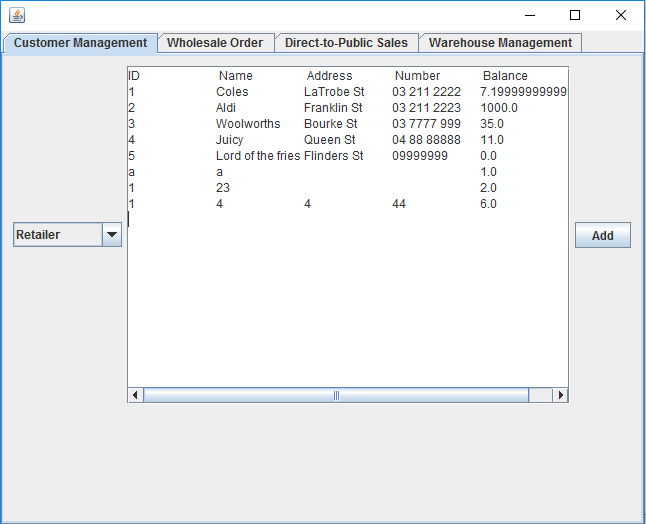 Customer Management Wholesale Order Direct-to-Public Sales Warehouse Management
ID Name Address Number Balance
1 Coles LaTrobe St 03 211 2222 7.19999999999
2 Aldi Franklin St 03 211 2223 1000.0
3 Woolworths Bourke St 03 7777 999 35.0
4 Juicy Queen St 04 88 88888 11.0
5 Lord of the fries Flinders St 09999999 0.0
a a 1.0
1 23 2.0
1 4 4 44 6.0
Retailer
Add